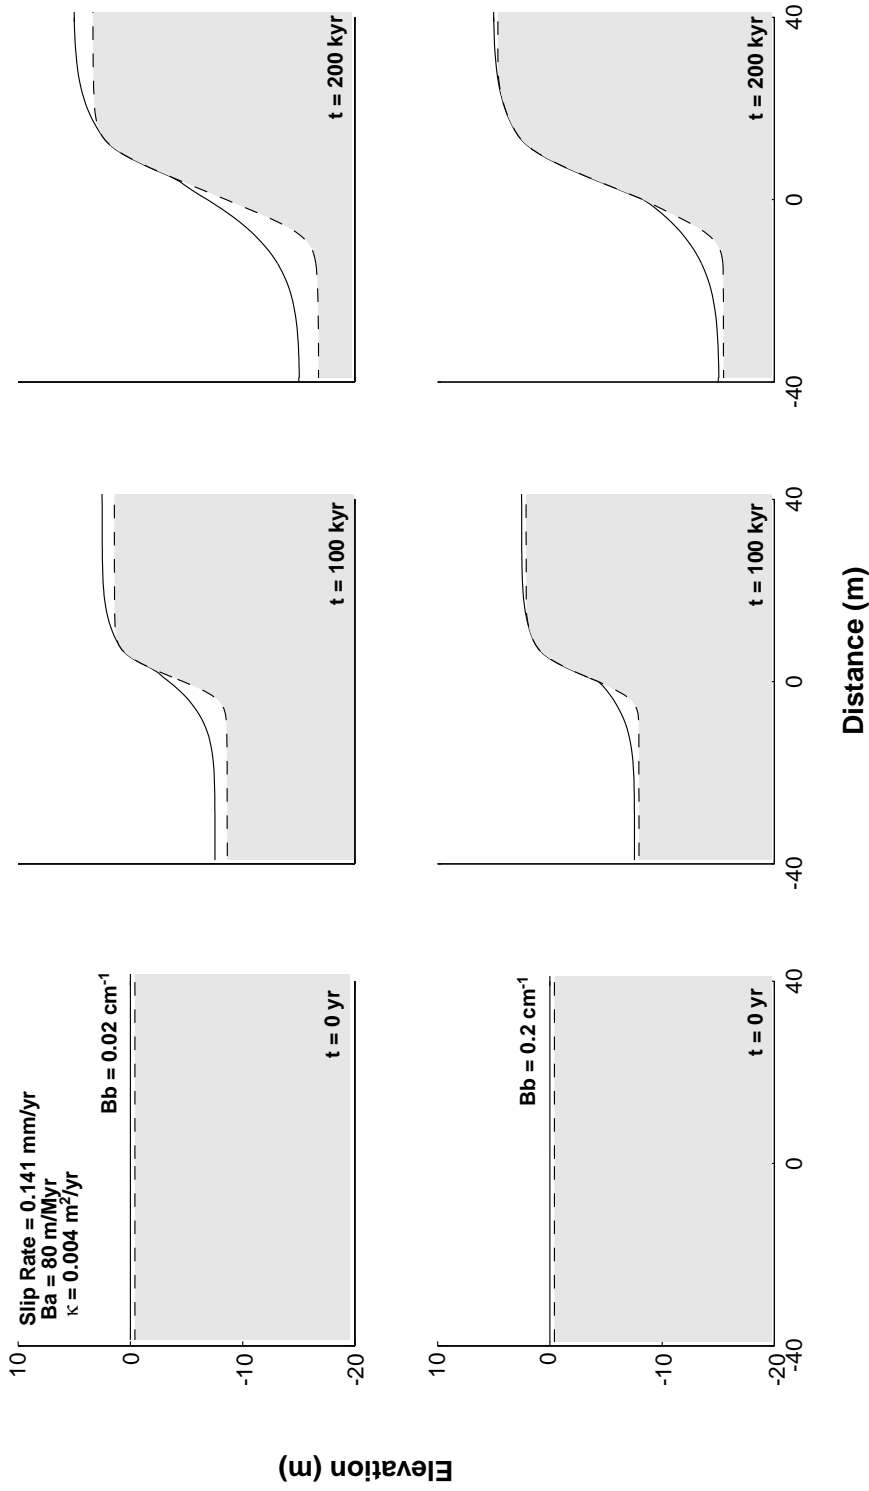 Slip Rate = 0.141 mm/yr
Ba = 80 m/Myr
κ = 0.004 m²/yr
Bb = 0.02 cm⁻¹
10
0
-10
-20
t = 0 yr
t = 100 kyr
t = 200 kyr
Bb = 0.2 cm⁻¹
10
0
-10
-20
t = 0 yr
t = 100 kyr
t = 200 kyr
-40
0
40
-40
0
40
-40
0
40
Elevation (m)
Distance (m)